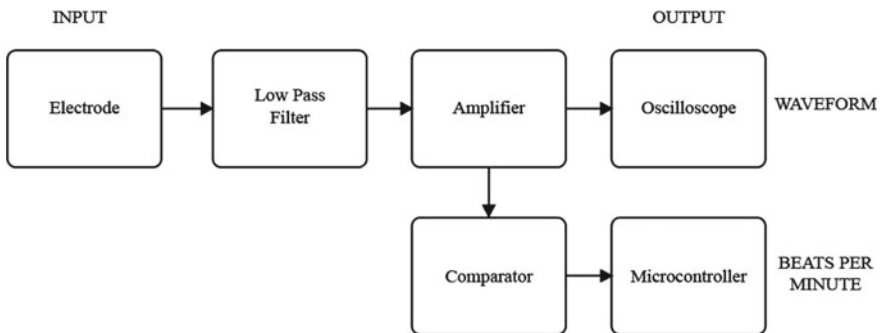 INPUT
OUTPUT
Electrode
Low Pass
Filter
Amplifier
Oscilloscope
WAVEFORM
Comparator
Microcontroller
BEATS PER
MINUTE